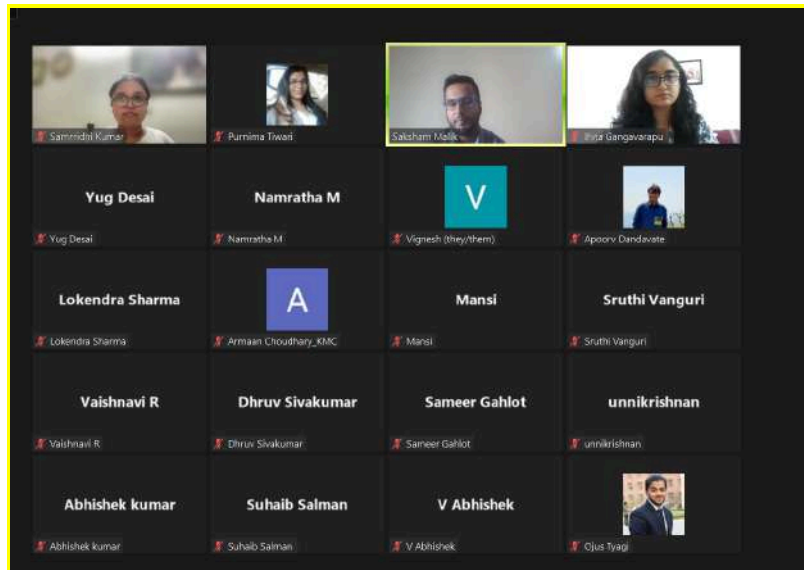 Samrridhi Kumar
Purnima Tiwari
Saksham Malik
Gangavarapu
Yug Desai
Namratha M
V
Yug Desai
Namratha M
Vignesh (they/them)
Apoorv Dandavate
Lokendra Sharma
A
Mansi
Sruthi Vanguri
Lokendra Sharma
Armaan Choudhary_KMC
Mansi
Sruthi Vanguri
Vaishnavi R
Dhruv Sivakumar
Sameer Gahlot
unnikrishnan
Vaishnavi R
Dhruv Sivakumar
Sameer Gahlot
unnikrishnan
Abhishek kumar
Suhaib Salman
V Abhishek
Abhishek kumar
Suhaib Salman
V Abhishek
Ojus Tyagi